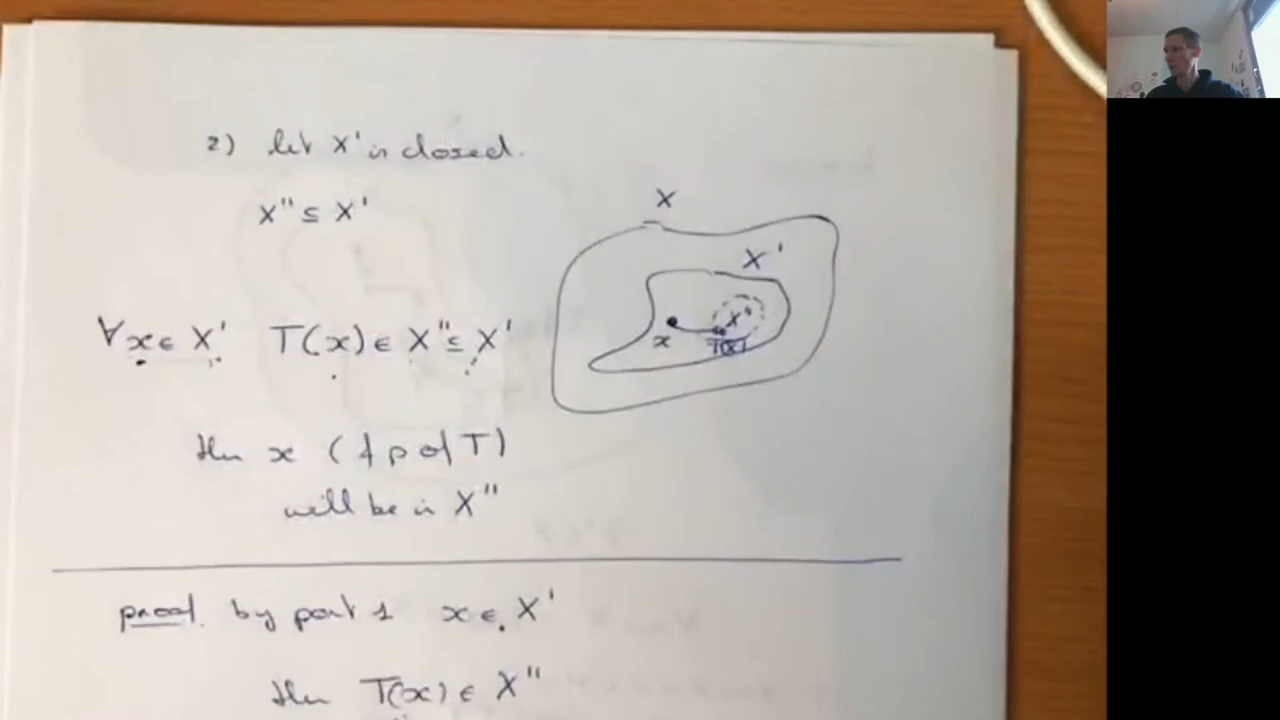 2) let X' is closed.
X'' ⊆ X'
∀x ∈ X' T(x) ∈ X'' ⊆ X'
then x (f p of T)
will be in X''
X
X'
X''
x
T(x)
proof. by part 1 x ∈ X'
then T(x) ∈ X''